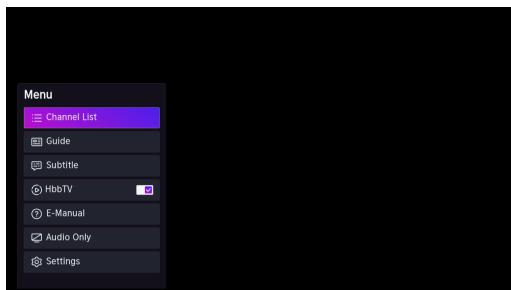 Menu
Channel List
Guide
Subtitle
HbbTV
E-Manual
Audio Only
Settings